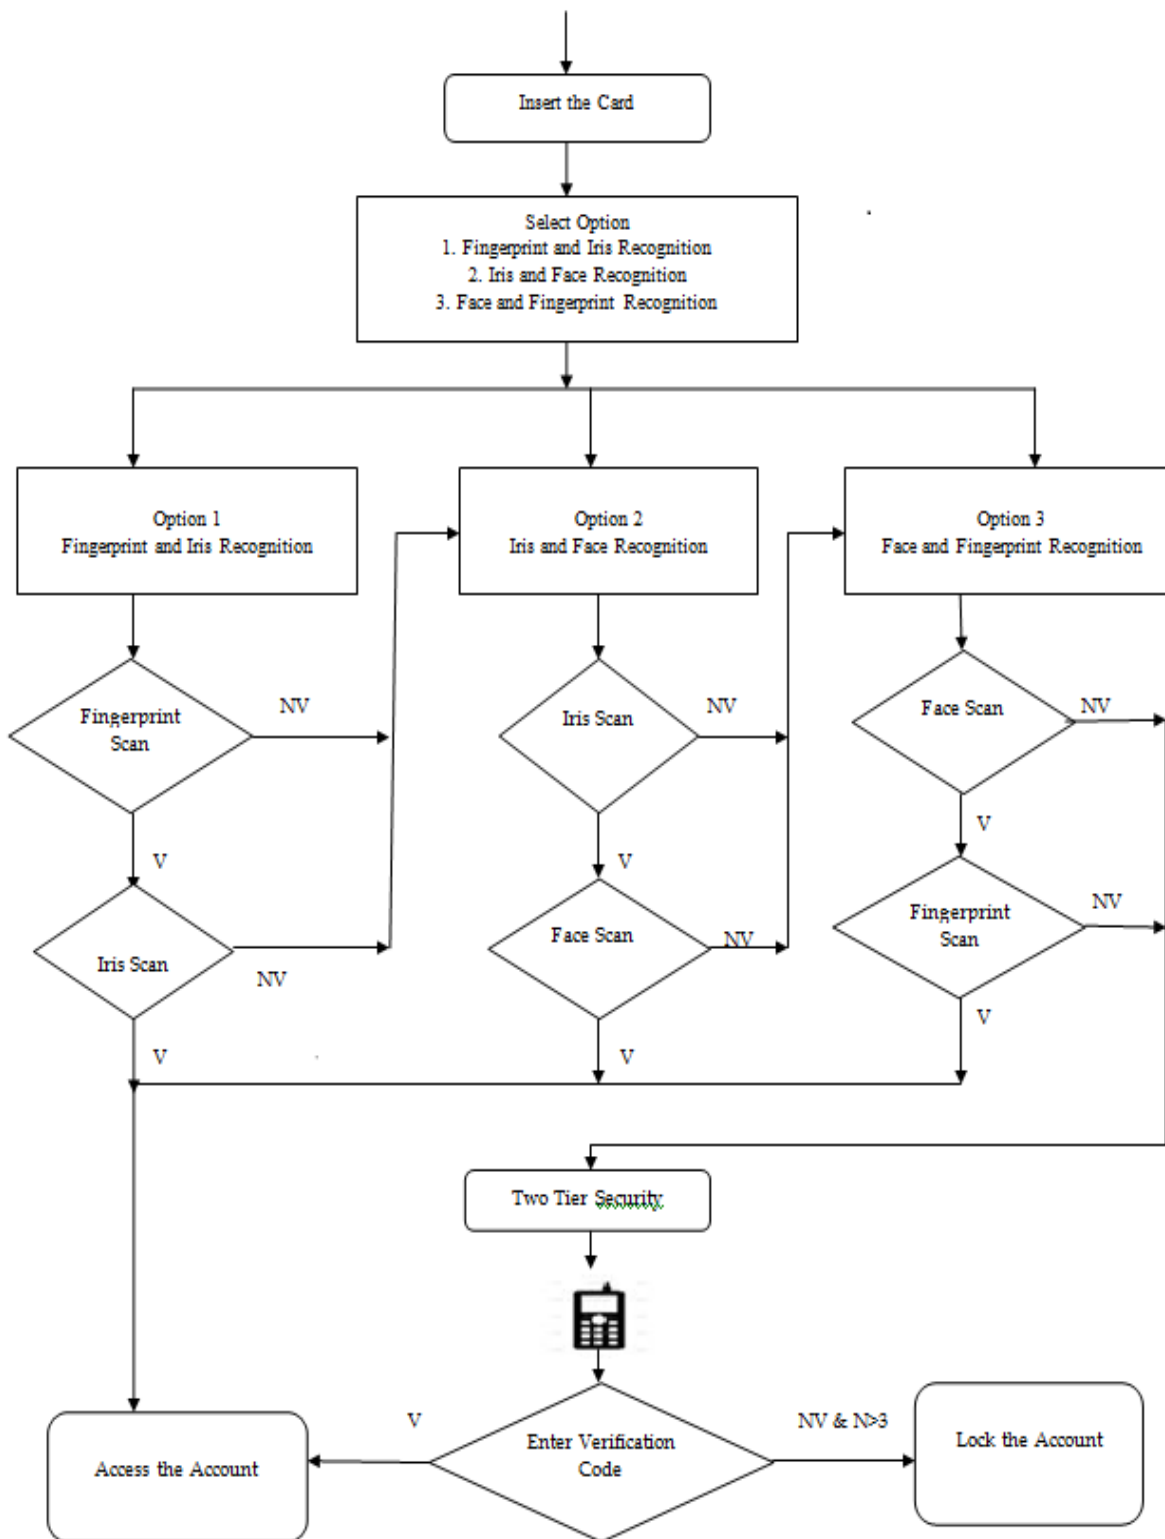 Insert the Card
Select Option
1. Fingerprint and Iris Recognition
2. Iris and Face Recognition
3. Face and Fingerprint Recognition
Option 1
Fingerprint and Iris Recognition
Option 2
Iris and Face Recognition
Option 3
Face and Fingerprint Recognition
Fingerprint
Scan
NV
Iris Scan
NV
Face Scan
NV
V
V
V
Iris Scan
NV
Face Scan
NV
Fingerprint
Scan
NV
V
V
V
Two Tier Security
Enter Verification
Code
V
NV & N>3
Access the Account
Lock the Account